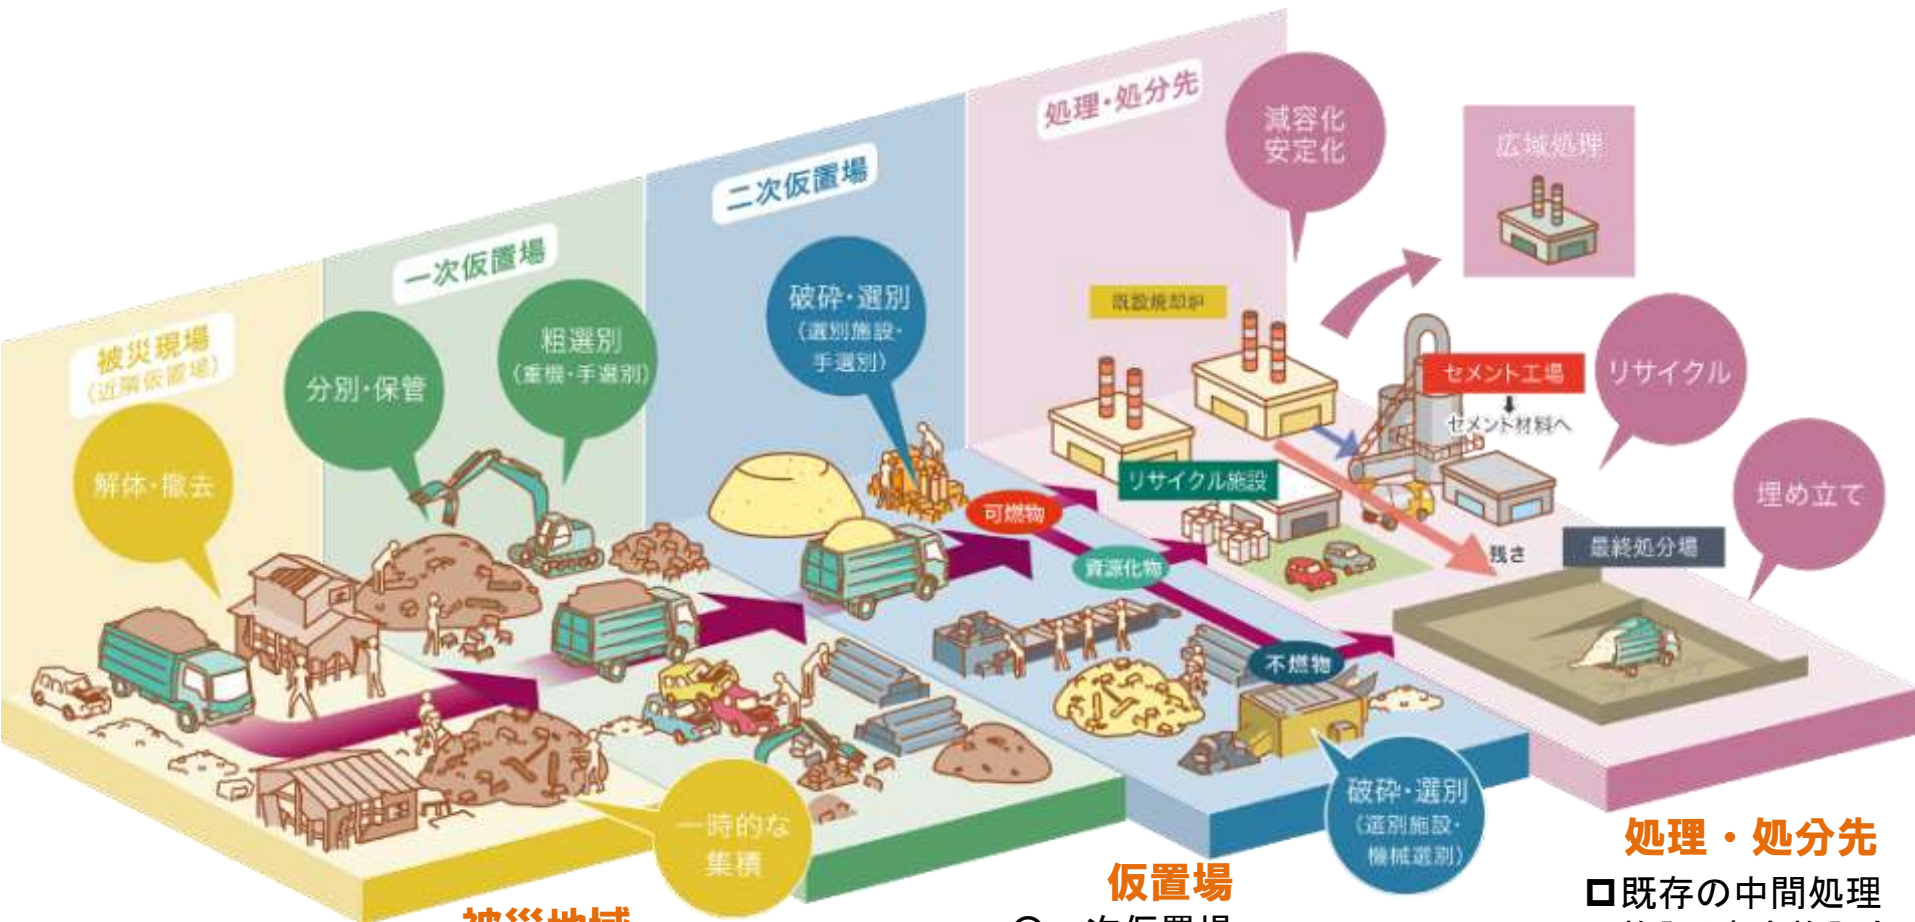 被災現場
(近隣仮置場)
解体・撤去
一時的な
集積
一次仮置場
分別・保管
粗選別
(重機・手選別)
二次仮置場
破砕・選別
(選別施設・
手選別)
可燃物
資源化物
不燃物
破砕・選別
(選別施設・
機械選別)
処理・処分先
減容化
安定化
広域処理
既設焼却炉
セメント工場
セメント材料へ
リサイクル
リサイクル施設
残さ
最終処分場
埋め立て
被災地域
仮置場
処理・処分先
□既存の中間処理